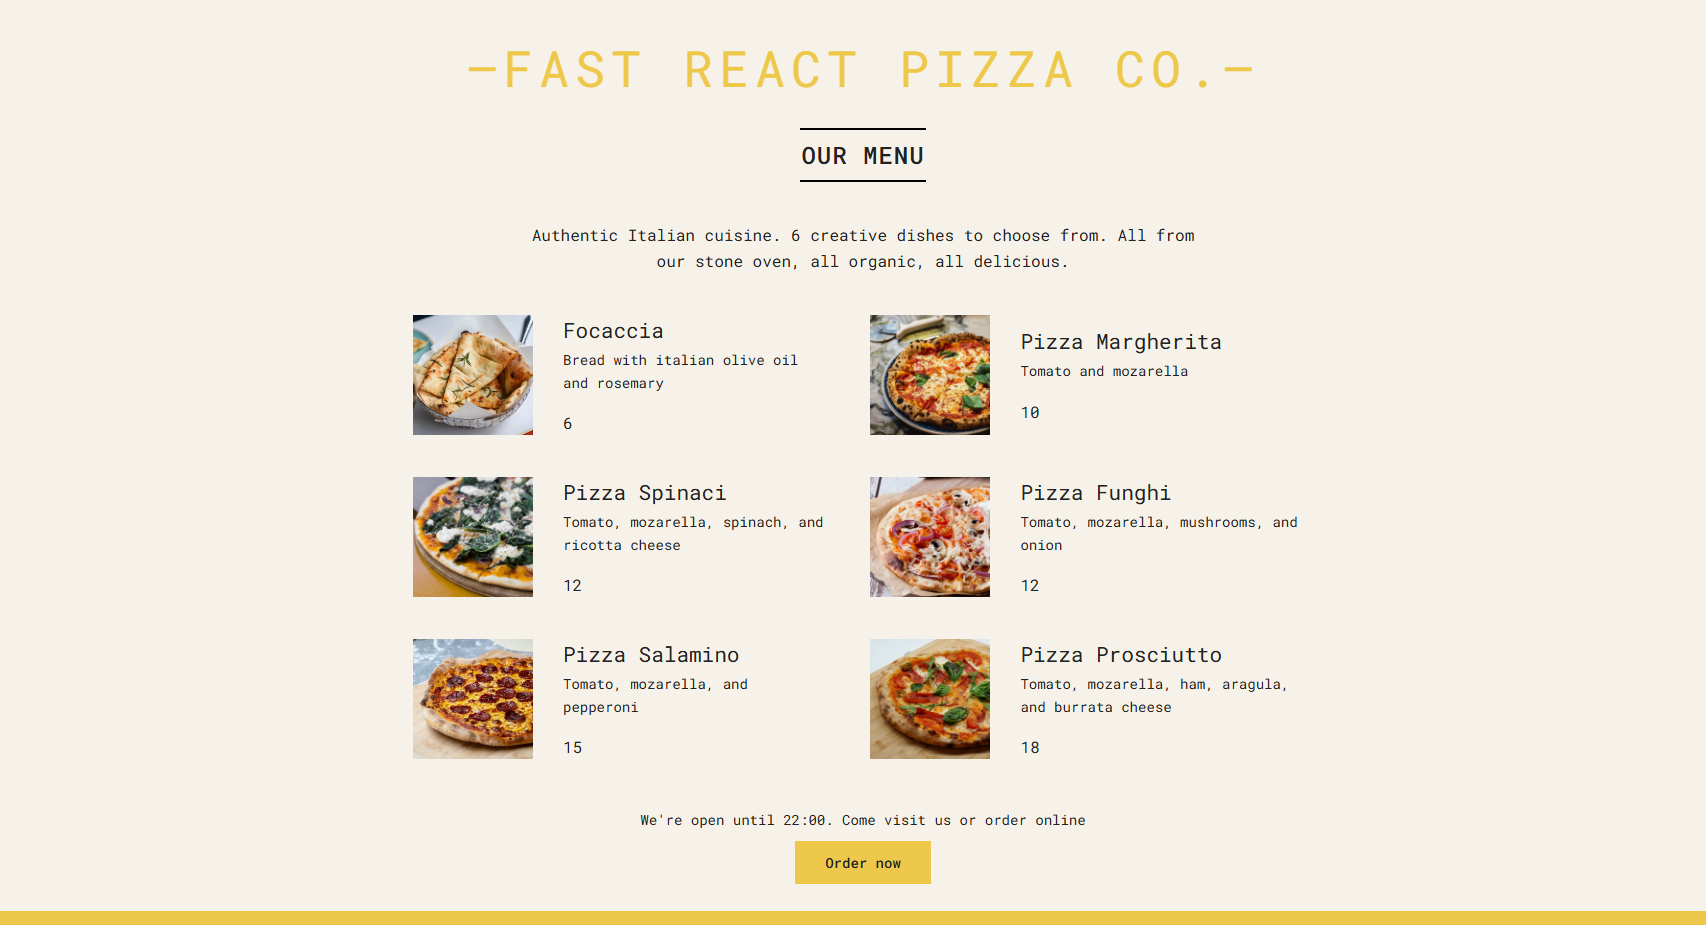 —FAST REACT PIZZA CO.—
OUR MENU
Authentic Italian cuisine. 6 creative dishes to choose from. All from
our stone oven, all organic, all delicious.
Focaccia
Bread with italian olive oil
and rosemary
6
Pizza Margherita
Tomato and mozarella
10
Pizza Spinaci
Tomato, mozarella, spinach, and
ricotta cheese
12
Pizza Funghi
Tomato, mozarella, mushrooms, and
onion
12
Pizza Salamino
Tomato, mozarella, and
pepperoni
15
Pizza Prosciutto
Tomato, mozarella, ham, aragula,
and burrata cheese
18
We're open until 22:00. Come visit us or order online
Order now